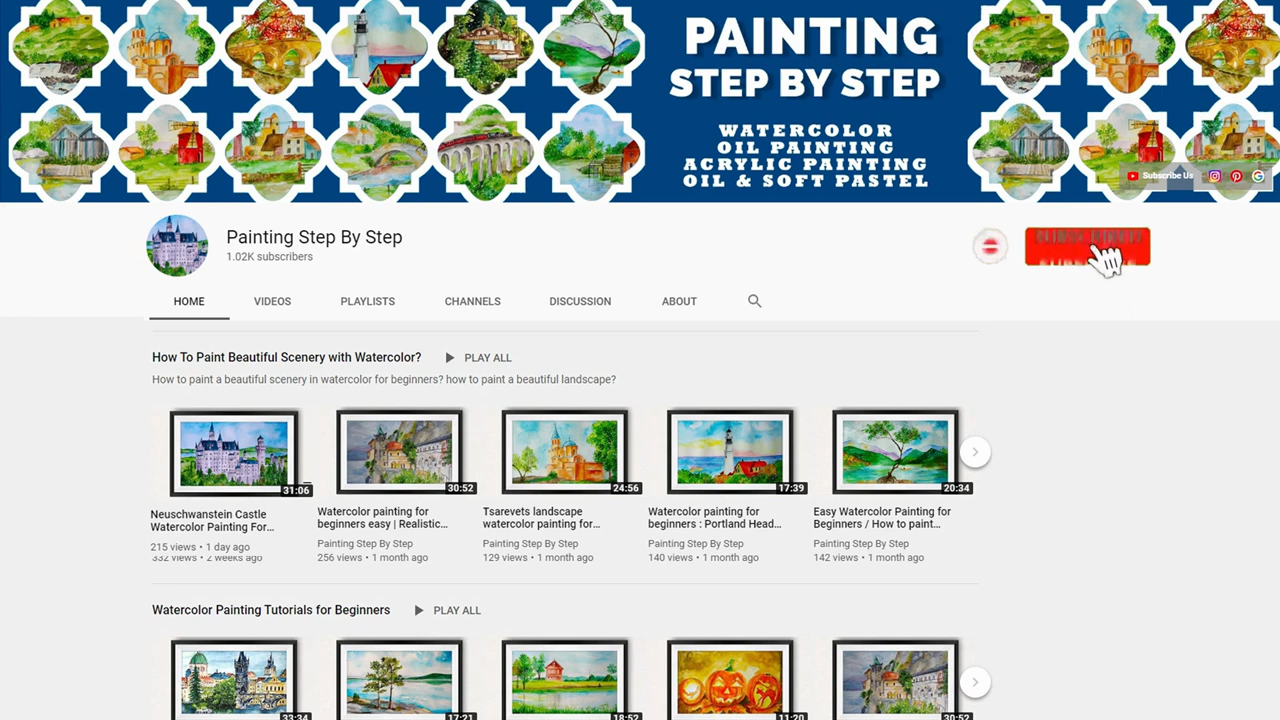 PAINTING
STEP BY STEP
WATERCOLOR
OIL PAINTING
ACRYLIC PAINTING
OIL & SOFT PASTEL
Subscribe Us
Painting Step By Step
1.02K subscribers
HOME VIDEOS PLAYLISTS CHANNELS DISCUSSION ABOUT
How To Paint Beautiful Scenery with Watercolor? PLAY ALL
How to paint a beautiful scenery in watercolor for beginners? how to paint a beautiful landscape?
31:06 30:52 24:56 17:39 20:34
Neuschwanstein Castle
Watercolor Painting For...
215 views • 1 day ago
332 views • 2 weeks ago
Watercolor painting for
beginners easy | Realistic...
Painting Step By Step
256 views • 1 month ago
Tsarevets landscape
watercolor painting for...
Painting Step By Step
129 views • 1 month ago
Watercolor painting for
beginners : Portland Head...
Painting Step By Step
140 views • 1 month ago
Easy Watercolor Painting for
Beginners / How to paint...
Painting Step By Step
142 views • 1 month ago
Watercolor Painting Tutorials for Beginners PLAY ALL
33:34 17:21 18:52 11:20 30:52